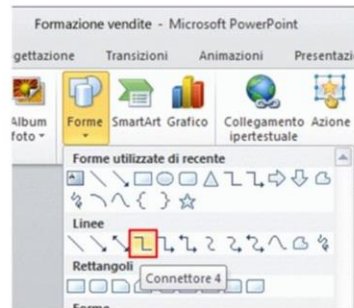 Formazione vendite - Microsoft PowerPoint
gettazione Transizioni Animazioni Presentazi
Album foto
Forme
SmartArt
Grafico
Collegamento ipertestuale
Azione
Forme utilizzate di recente
Linee
Rettangoli
Connettore 4
Forme